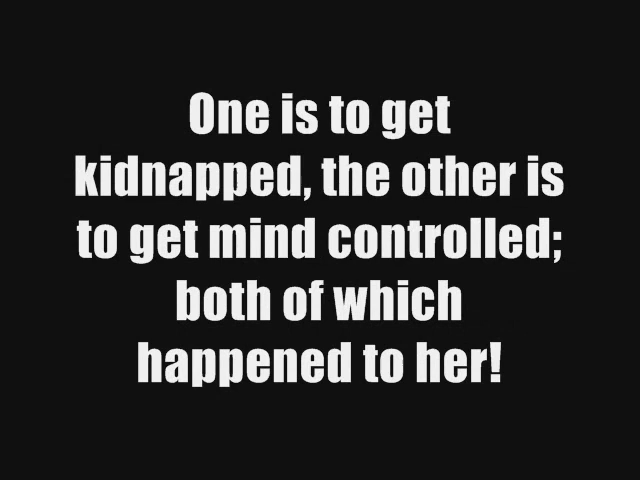 One is to get
kidnapped, the other is
to get mind controlled;
both of which
happened to her!